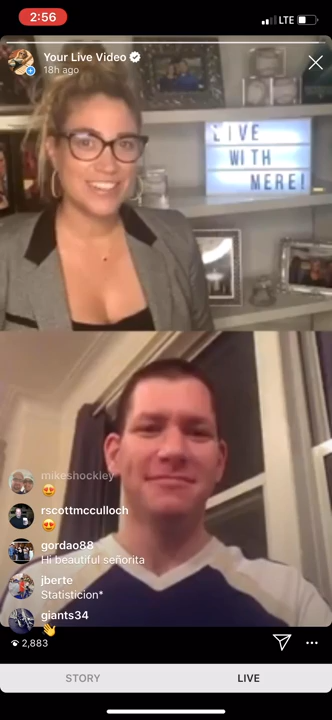 2:56
LTE
Your Live Video
18h ago
LIVE
WITH
MERE!
mikeshockley
😍
rscottmcculloch
😍
gordao88
Hi beautiful señorita
jberte
Statisticion*
giants34
👋
2,883
STORY
LIVE